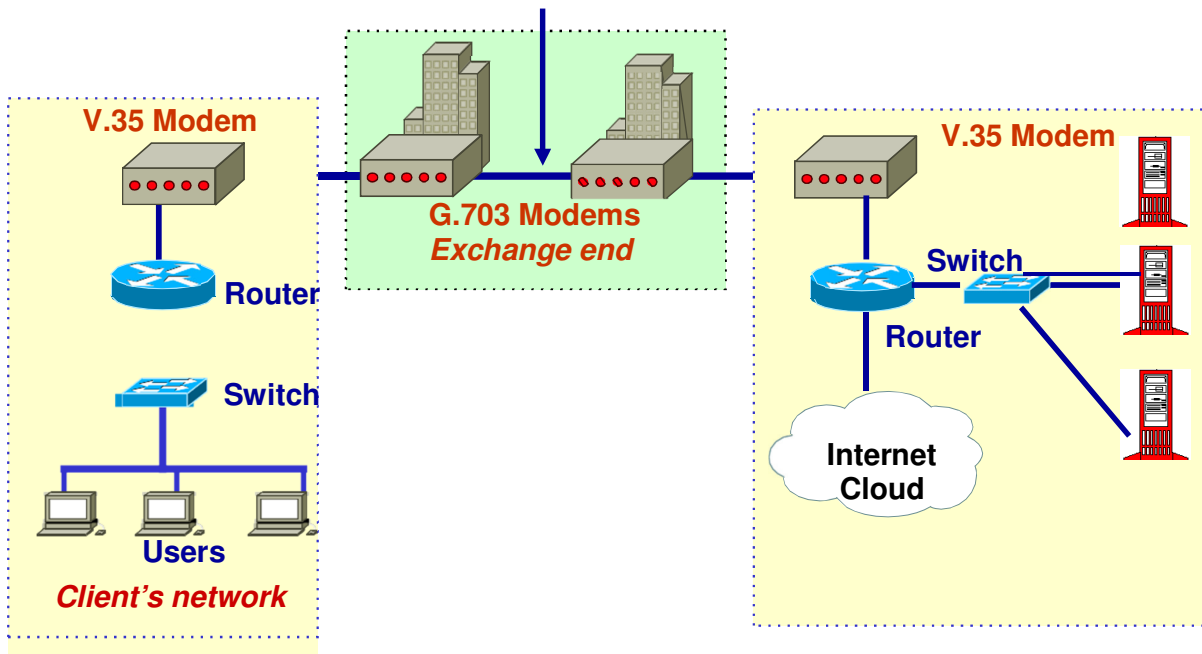 V.35 Modem
Router
Switch
Users
Client's network
G.703 Modems
Exchange end
V.35 Modem
Switch
Router
Internet
Cloud